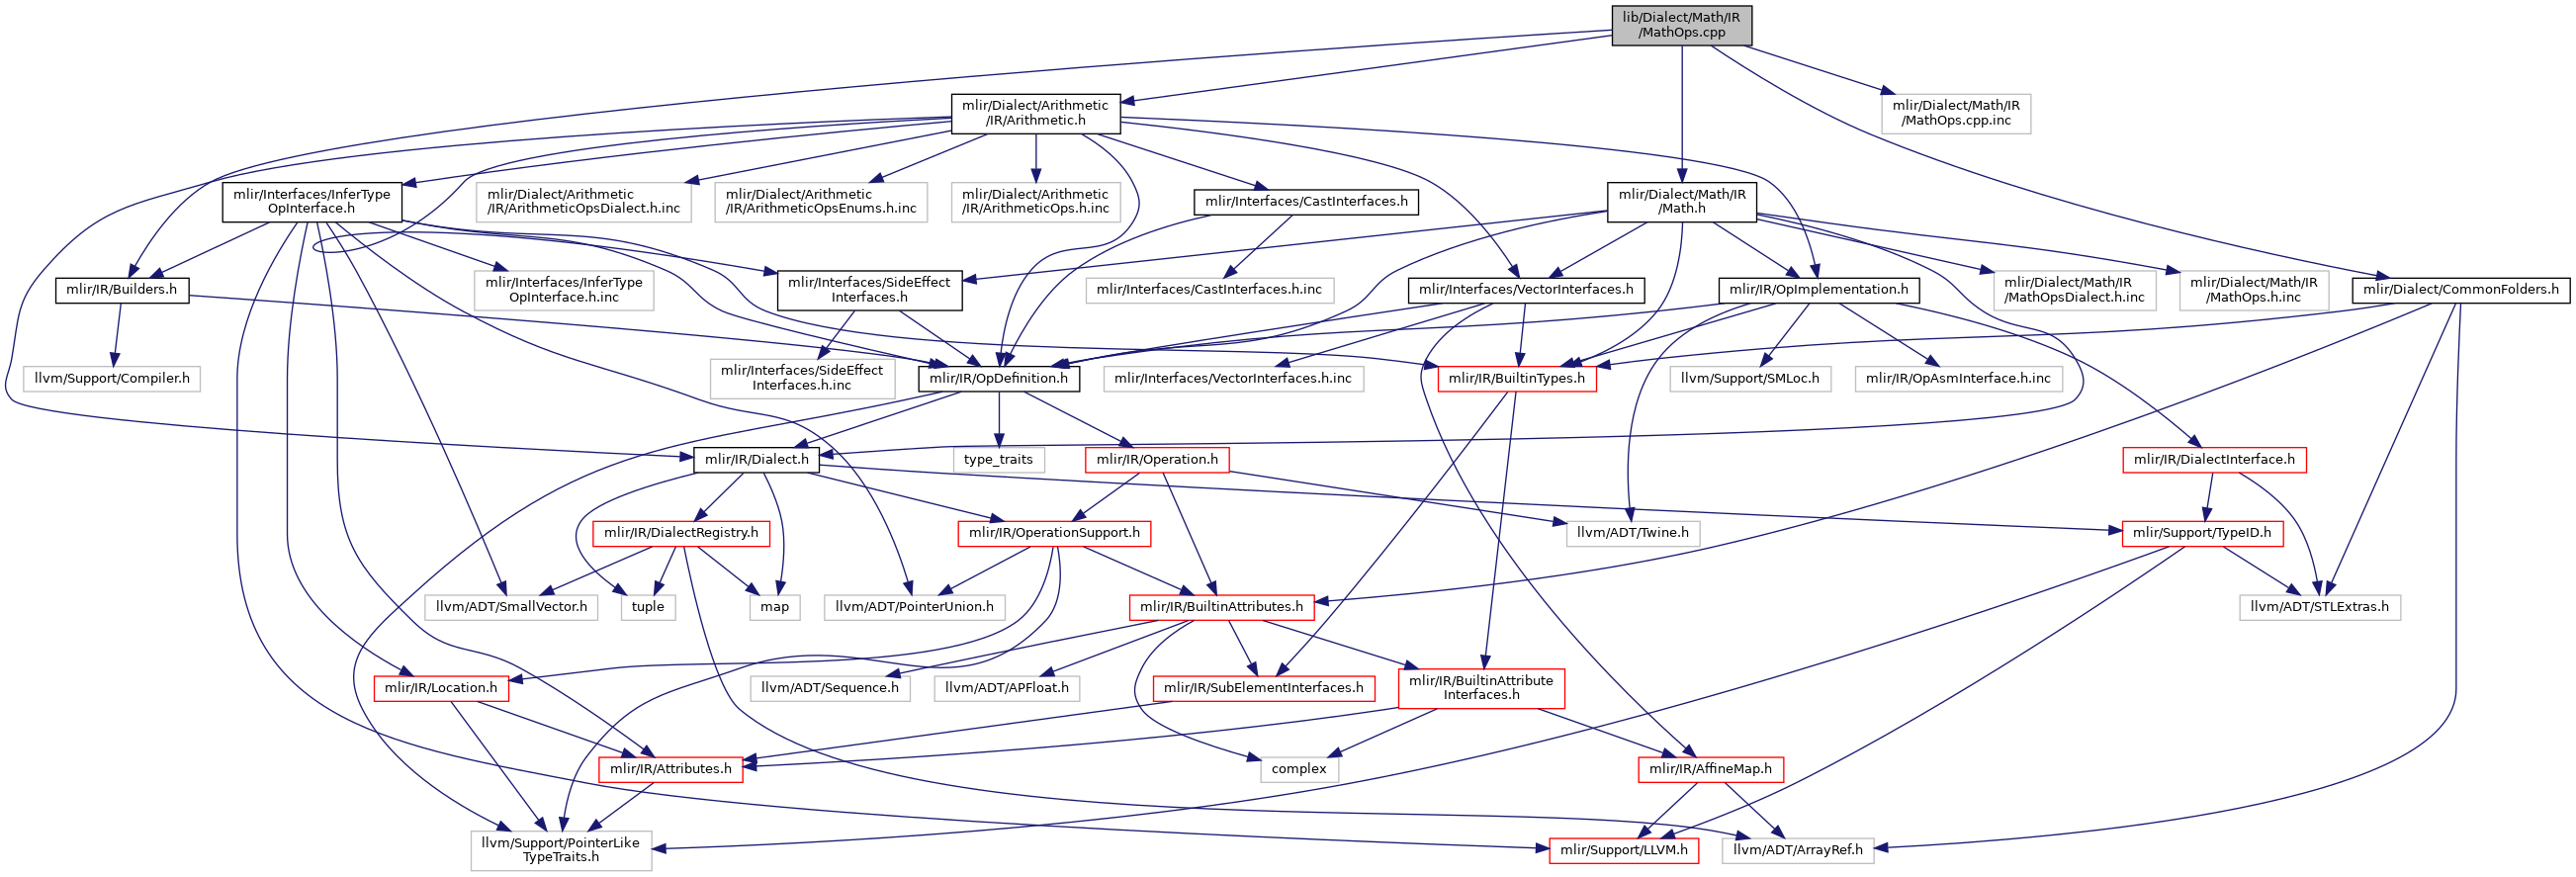 lib/Dialect/Math/IR
/MathOps.cpp
mlir/Dialect/Arithmetic
/IR/Arithmetic.h
mlir/Dialect/Math/IR
/MathOps.cpp.inc
mlir/Interfaces/InferType
OpInterface.h
mlir/Dialect/Arithmetic
/IR/ArithmeticOpsDialect.h.inc
mlir/Dialect/Arithmetic
/IR/ArithmeticOpsEnums.h.inc
mlir/Dialect/Arithmetic
/IR/ArithmeticOps.h.inc
mlir/Interfaces/CastInterfaces.h
mlir/Dialect/Math/IR
/Math.h
mlir/IR/Builders.h
mlir/Interfaces/InferType
OpInterface.h.inc
mlir/Interfaces/SideEffect
Interfaces.h
mlir/Interfaces/CastInterfaces.h.inc
mlir/Interfaces/VectorInterfaces.h
mlir/IR/OpImplementation.h
mlir/Dialect/Math/IR
/MathOpsDialect.h.inc
mlir/Dialect/Math/IR
/MathOps.h.inc
mlir/Dialect/CommonFolders.h
llvm/Support/Compiler.h
mlir/Interfaces/SideEffect
Interfaces.h.inc
mlir/IR/OpDefinition.h
mlir/Interfaces/VectorInterfaces.h.inc
mlir/IR/BuiltinTypes.h
llvm/Support/SMLoc.h
mlir/IR/OpAsmInterface.h.inc
mlir/IR/Dialect.h
type_traits
mlir/IR/Operation.h
mlir/IR/DialectInterface.h
mlir/IR/DialectRegistry.h
mlir/IR/OperationSupport.h
llvm/ADT/Twine.h
mlir/Support/TypeID.h
llvm/ADT/SmallVector.h
tuple
map
llvm/ADT/PointerUnion.h
mlir/IR/BuiltinAttributes.h
llvm/ADT/STLExtras.h
mlir/IR/Location.h
llvm/ADT/Sequence.h
llvm/ADT/APFloat.h
mlir/IR/SubElementInterfaces.h
mlir/IR/BuiltinAttribute
Interfaces.h
mlir/IR/Attributes.h
complex
mlir/IR/AffineMap.h
llvm/Support/PointerLike
TypeTraits.h
mlir/Support/LLVM.h
llvm/ADT/ArrayRef.h